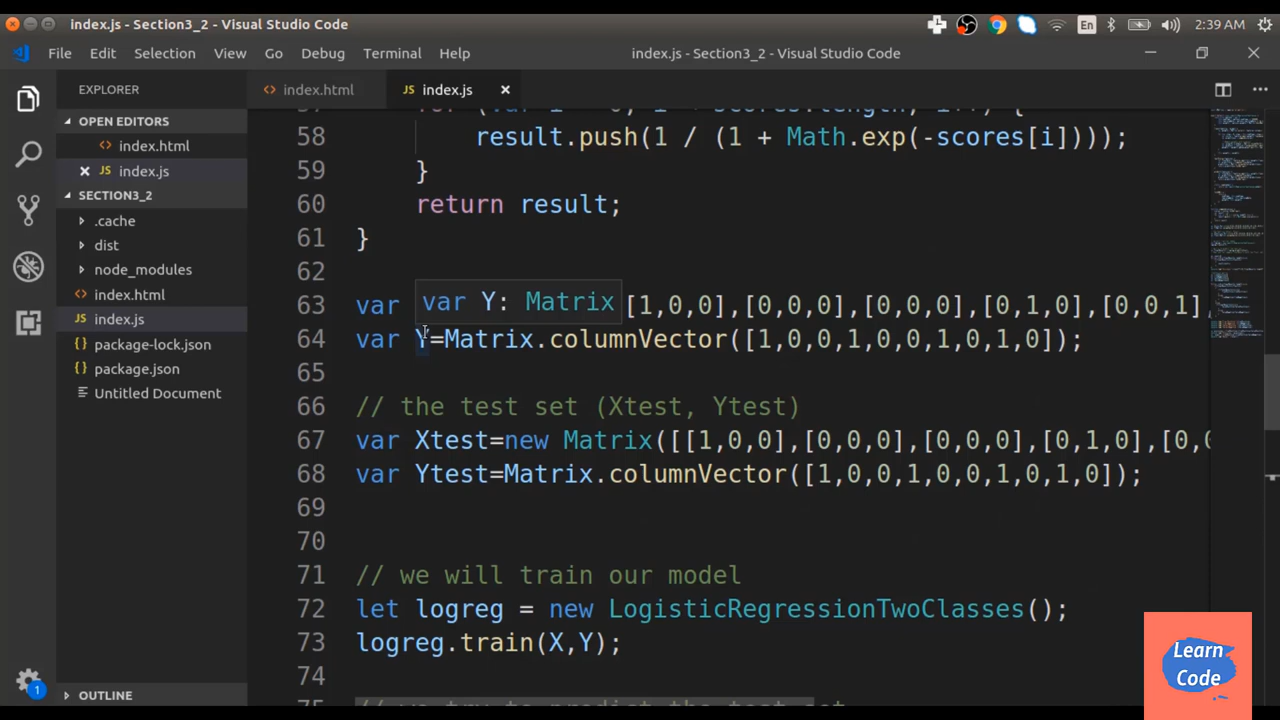 index.js - Section3_2 - Visual Studio Code
En
2:39 AM
File Edit Selection View Go Debug Terminal Help
index.js - Section3_2 - Visual Studio Code
EXPLORER
index.html
JS index.js
OPEN EDITORS
index.html
JS index.js
SECTION3_2
.cache
dist
node_modules
index.html
JS index.js
package-lock.json
package.json
Untitled Document
OUTLINE
1
58 result.push(1 / (1 + Math.exp(-scores[i])));
59 }
60 return result;
61 }
62
var Y: Matrix
63 var [1,0,0],[0,0,0],[0,0,0],[0,1,0],[0,0,1],
64 var Y=Matrix.columnVector([1,0,0,1,0,0,1,0,1,0]);
65
66 // the test set (Xtest, Ytest)
67 var Xtest=new Matrix([[1,0,0],[0,0,0],[0,0,0],[0,1,0],[0,0
68 var Ytest=Matrix.columnVector([1,0,0,1,0,0,1,0,1,0]);
69
70
71 // we will train our model
72 let logreg = new LogisticRegressionTwoClasses();
73 logreg.train(X,Y);
74
Learn
Code